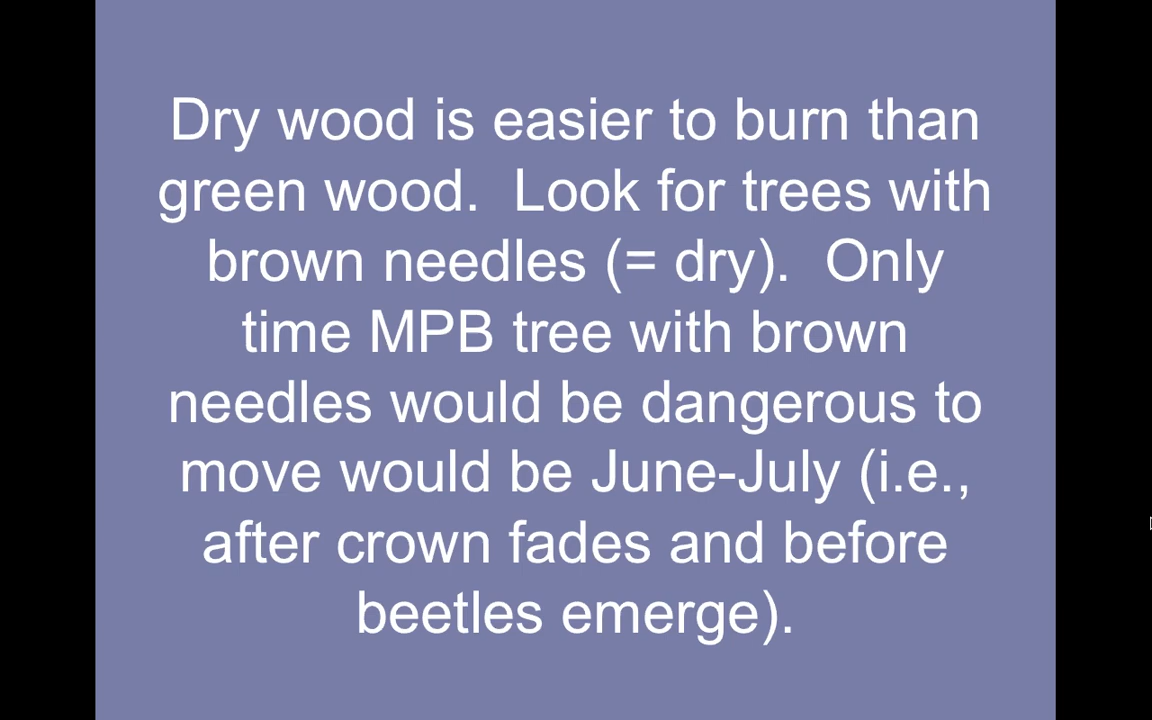 Dry wood is easier to burn than
green wood.  Look for trees with
brown needles (= dry).  Only
time MPB tree with brown
needles would be dangerous to
move would be June-July (i.e.,
after crown fades and before
beetles emerge).